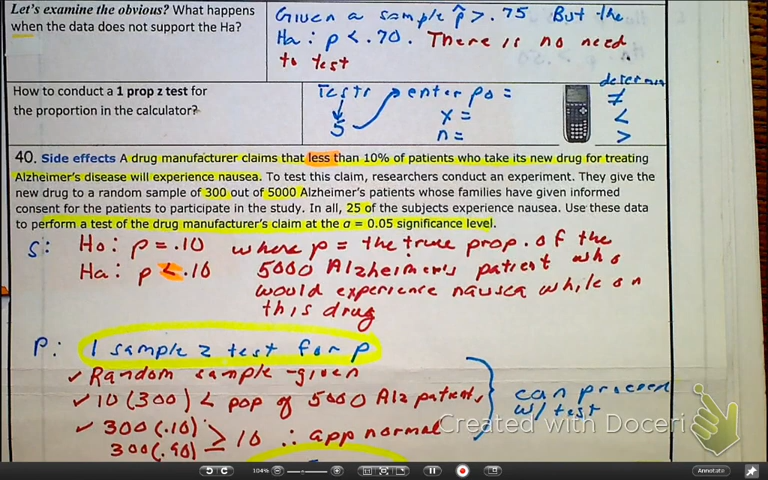 Let's examine the obvious? What happens
when the data does not support the Ha?
Given a sample p̂ > .75 But the
Ha: p < .70. There is no need
to test
How to conduct a 1 prop z test for
the proportion in the calculator?
Tests
5
enter po =
x =
n =
≠
<
>
40. Side effects A drug manufacturer claims that less than 10% of patients who take its new drug for treating
Alzheimer's disease will experience nausea. To test this claim, researchers conduct an experiment. They give the
new drug to a random sample of 300 out of 5000 Alzheimer's patients whose families have given informed
consent for the patients to participate in the study. In all, 25 of the subjects experience nausea. Use these data
to perform a test of the drug manufacturer's claim at the α = 0.05 significance level.
S: Ho: p = .10 where p = the true prop. of the
Ha: p < .10 5000 Alzheimer's patient who
would experience nausea while on
this drug
P: 1 sample z test for p
✓ Random sample - given
✓ 10(300) < pop of 5000 Alz patients
✓ 300(.10)
300(.90) ≥ 10 ∴ app normal
can proceed
w/ test
Created with Doceri
104%
Annotate